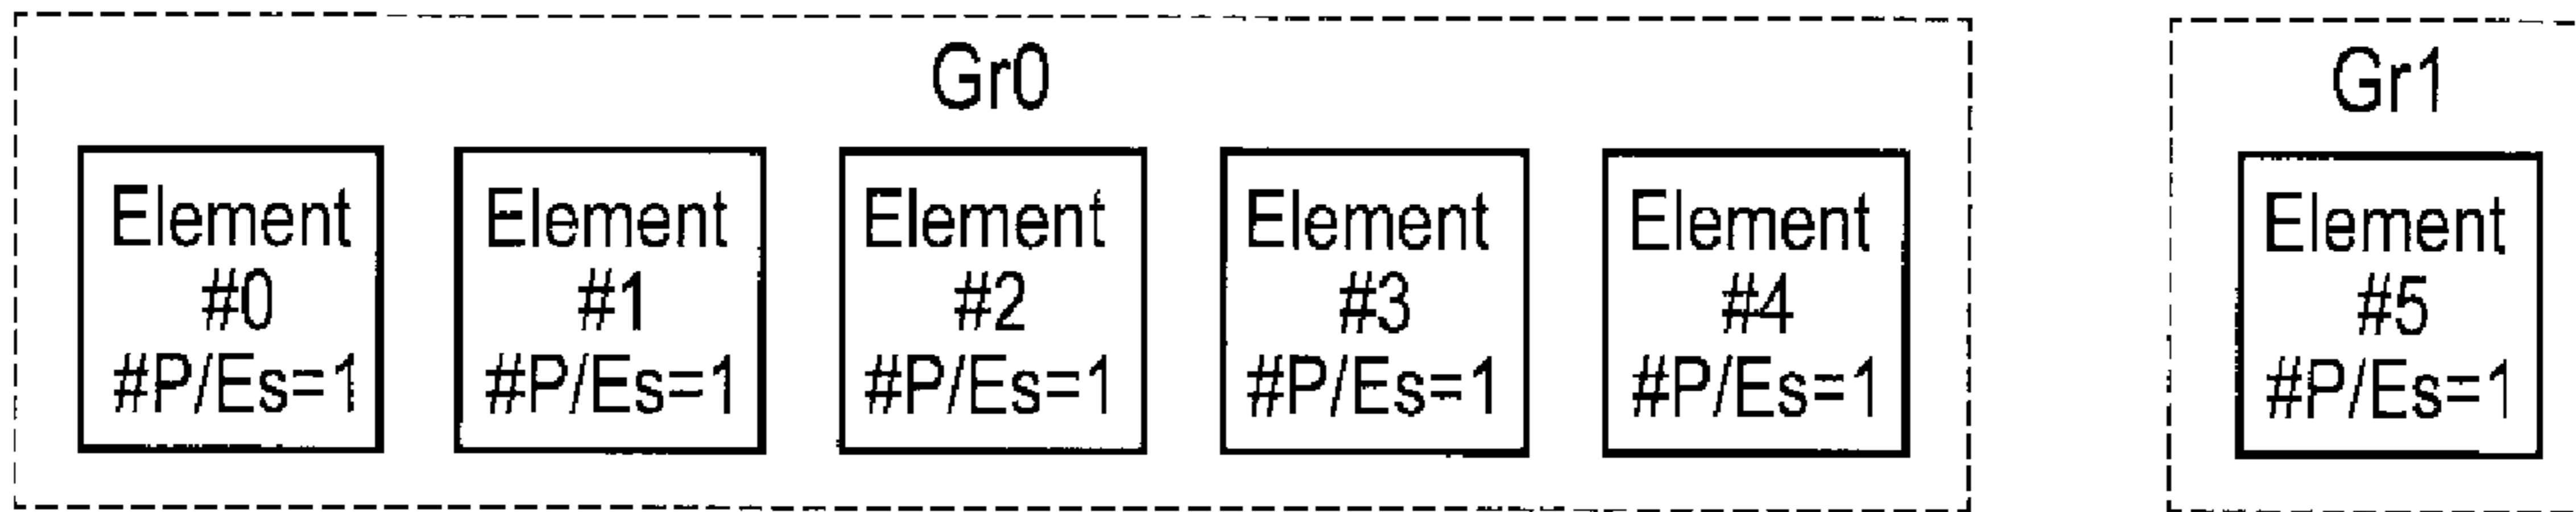 Gr0
Element
#0
#P/Es=1
Element
#1
#P/Es=1
Element
#2
#P/Es=1
Element
#3
#P/Es=1
Element
#4
#P/Es=1
Gr1
Element
#5
#P/Es=1